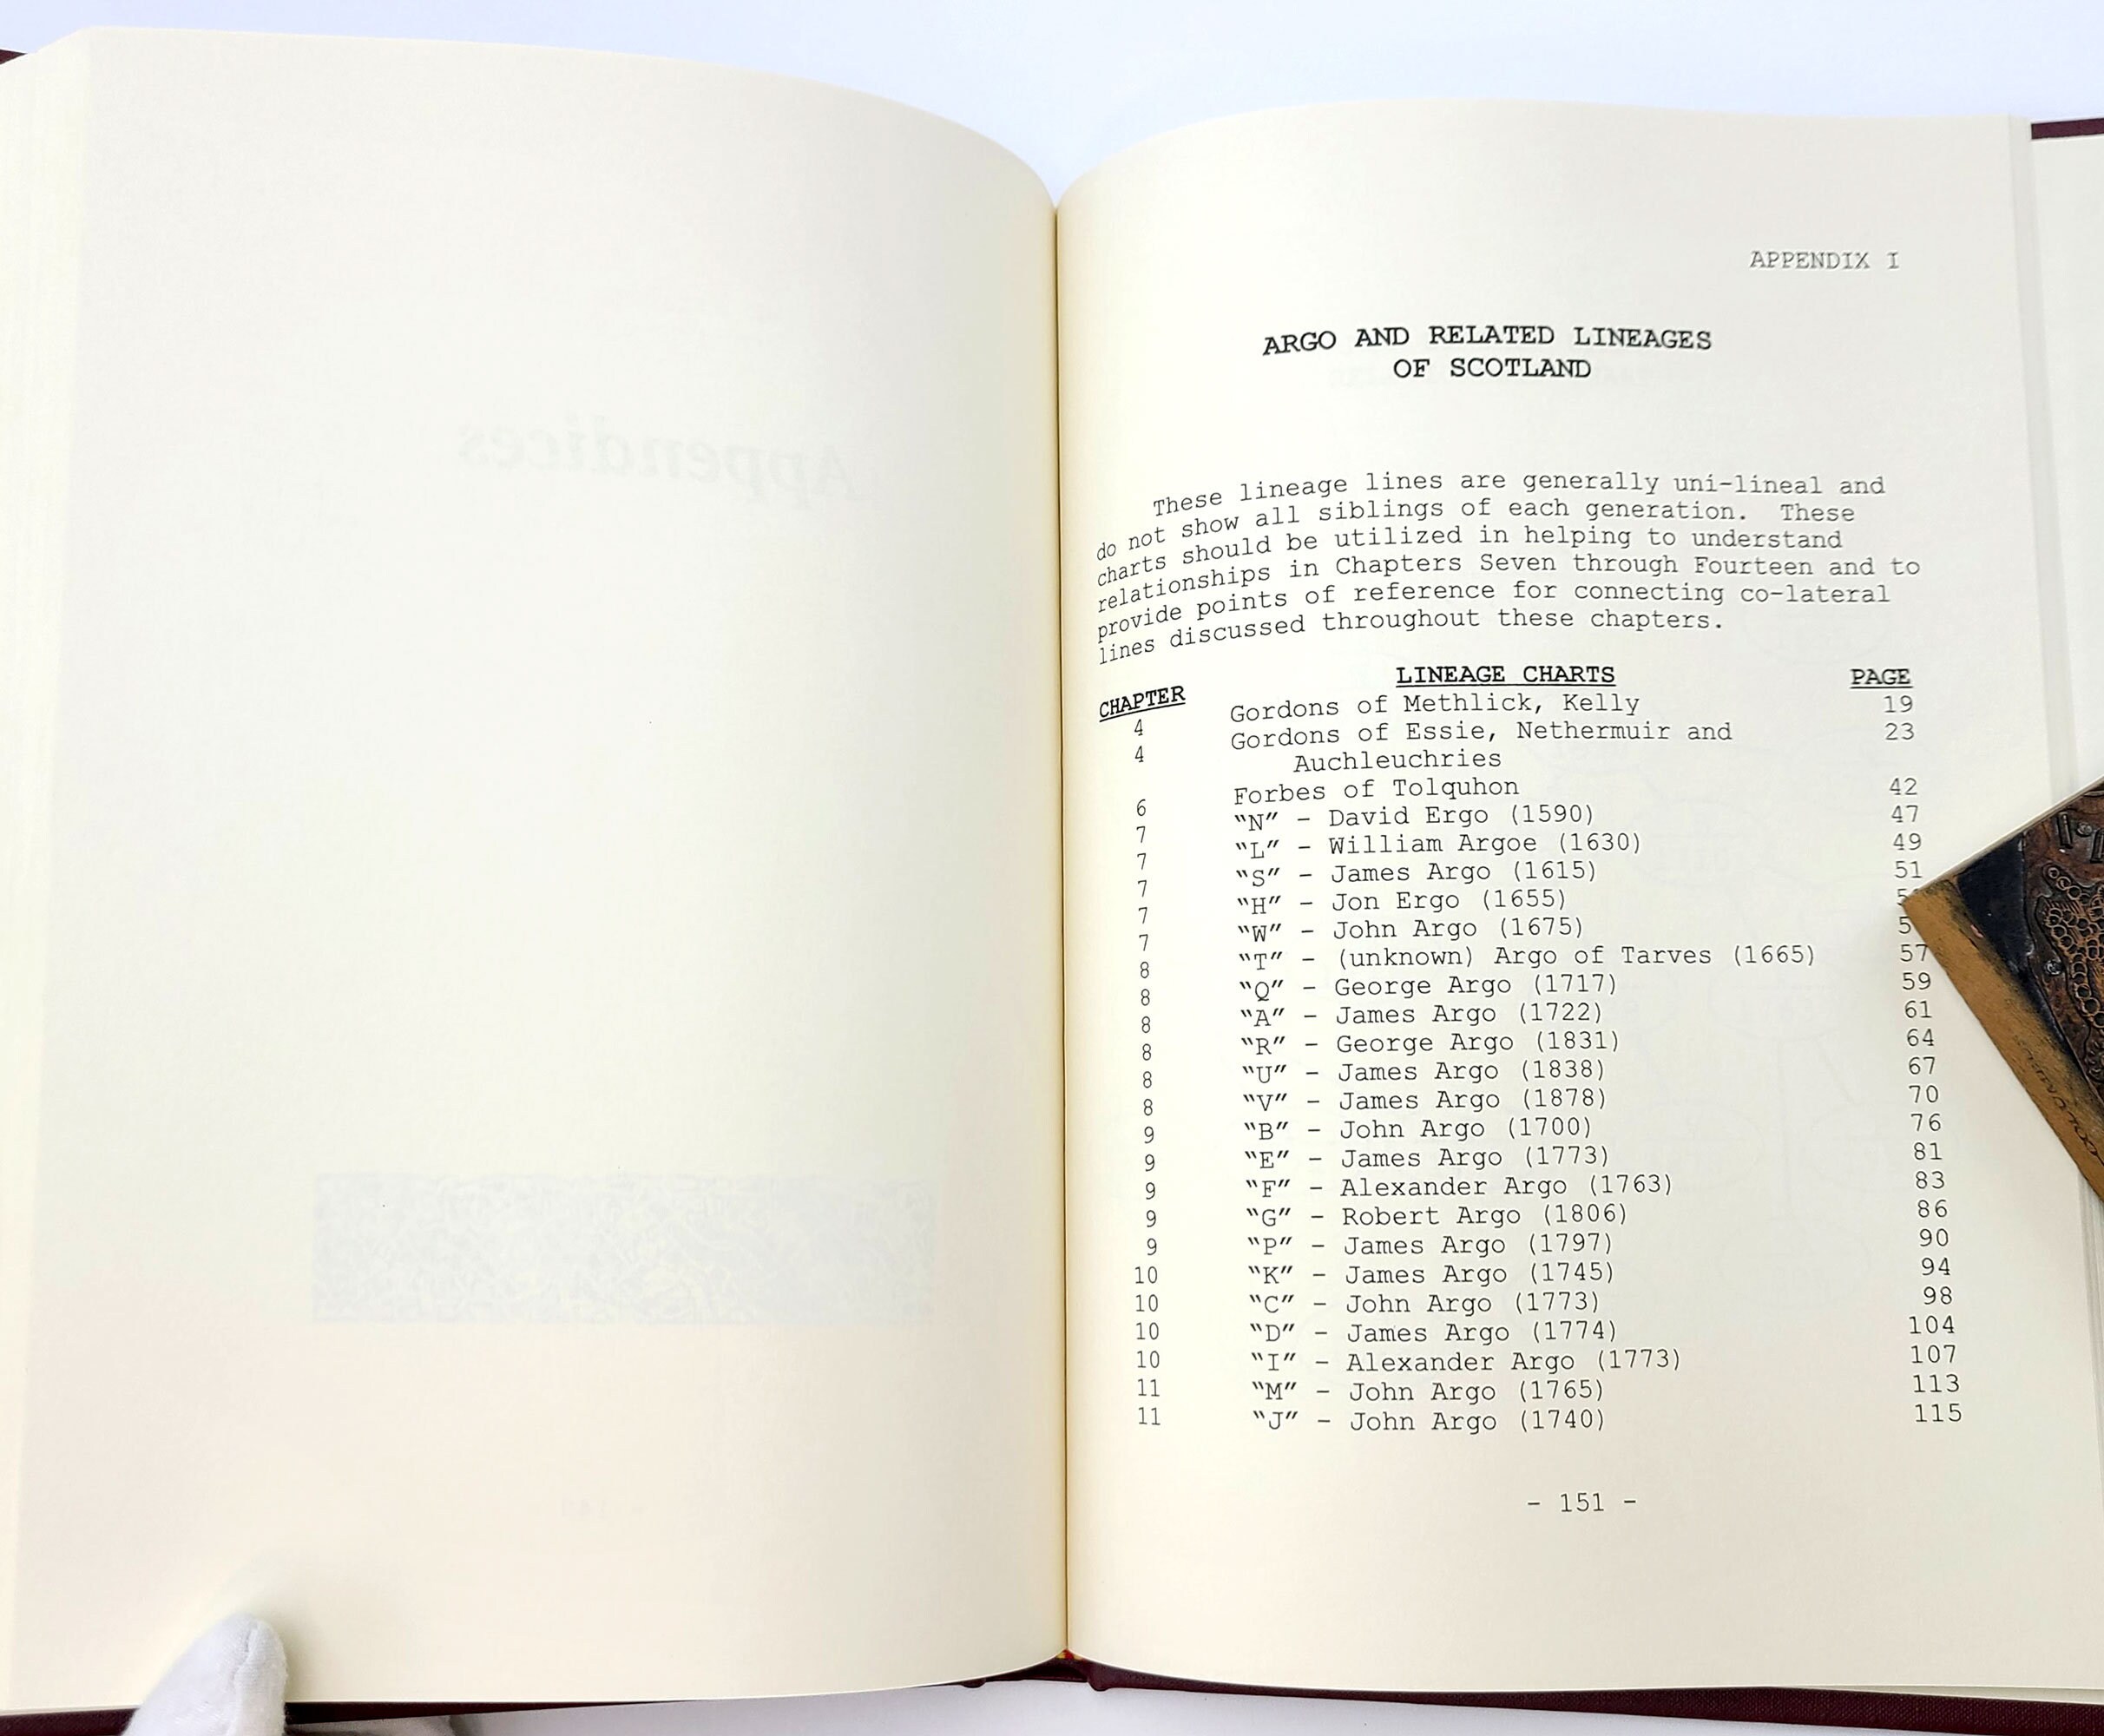 Appendices
APPENDIX I
ARGO AND RELATED LINEAGES
OF SCOTLAND
These lineage lines are generally uni-lineal and
do not show all siblings of each generation. These
charts should be utilized in helping to understand
relationships in Chapters Seven through Fourteen and to
provide points of reference for connecting co-lateral
lines discussed throughout these chapters.
CHAPTER LINEAGE CHARTS PAGE
4 Gordons of Methlick, Kelly 19
4 Gordons of Essie, Nethermuir and 23
Auchleuchries
6 Forbes of Tolquhon 42
7 "N" - David Ergo (1590) 47
7 "L" - William Argoe (1630) 49
7 "S" - James Argo (1615) 51
7 "H" - Jon Ergo (1655)
7 "W" - John Argo (1675)
8 "T" - (unknown) Argo of Tarves (1665) 57
8 "Q" - George Argo (1717) 59
8 "A" - James Argo (1722) 61
8 "R" - George Argo (1831) 64
8 "U" - James Argo (1838) 67
8 "V" - James Argo (1878) 70
9 "B" - John Argo (1700) 76
9 "E" - James Argo (1773) 81
9 "F" - Alexander Argo (1763) 83
9 "G" - Robert Argo (1806) 86
9 "P" - James Argo (1797) 90
10 "K" - James Argo (1745) 94
10 "C" - John Argo (1773) 98
10 "D" - James Argo (1774) 104
10 "I" - Alexander Argo (1773) 107
11 "M" - John Argo (1765) 113
11 "J" - John Argo (1740) 115
- 151 -